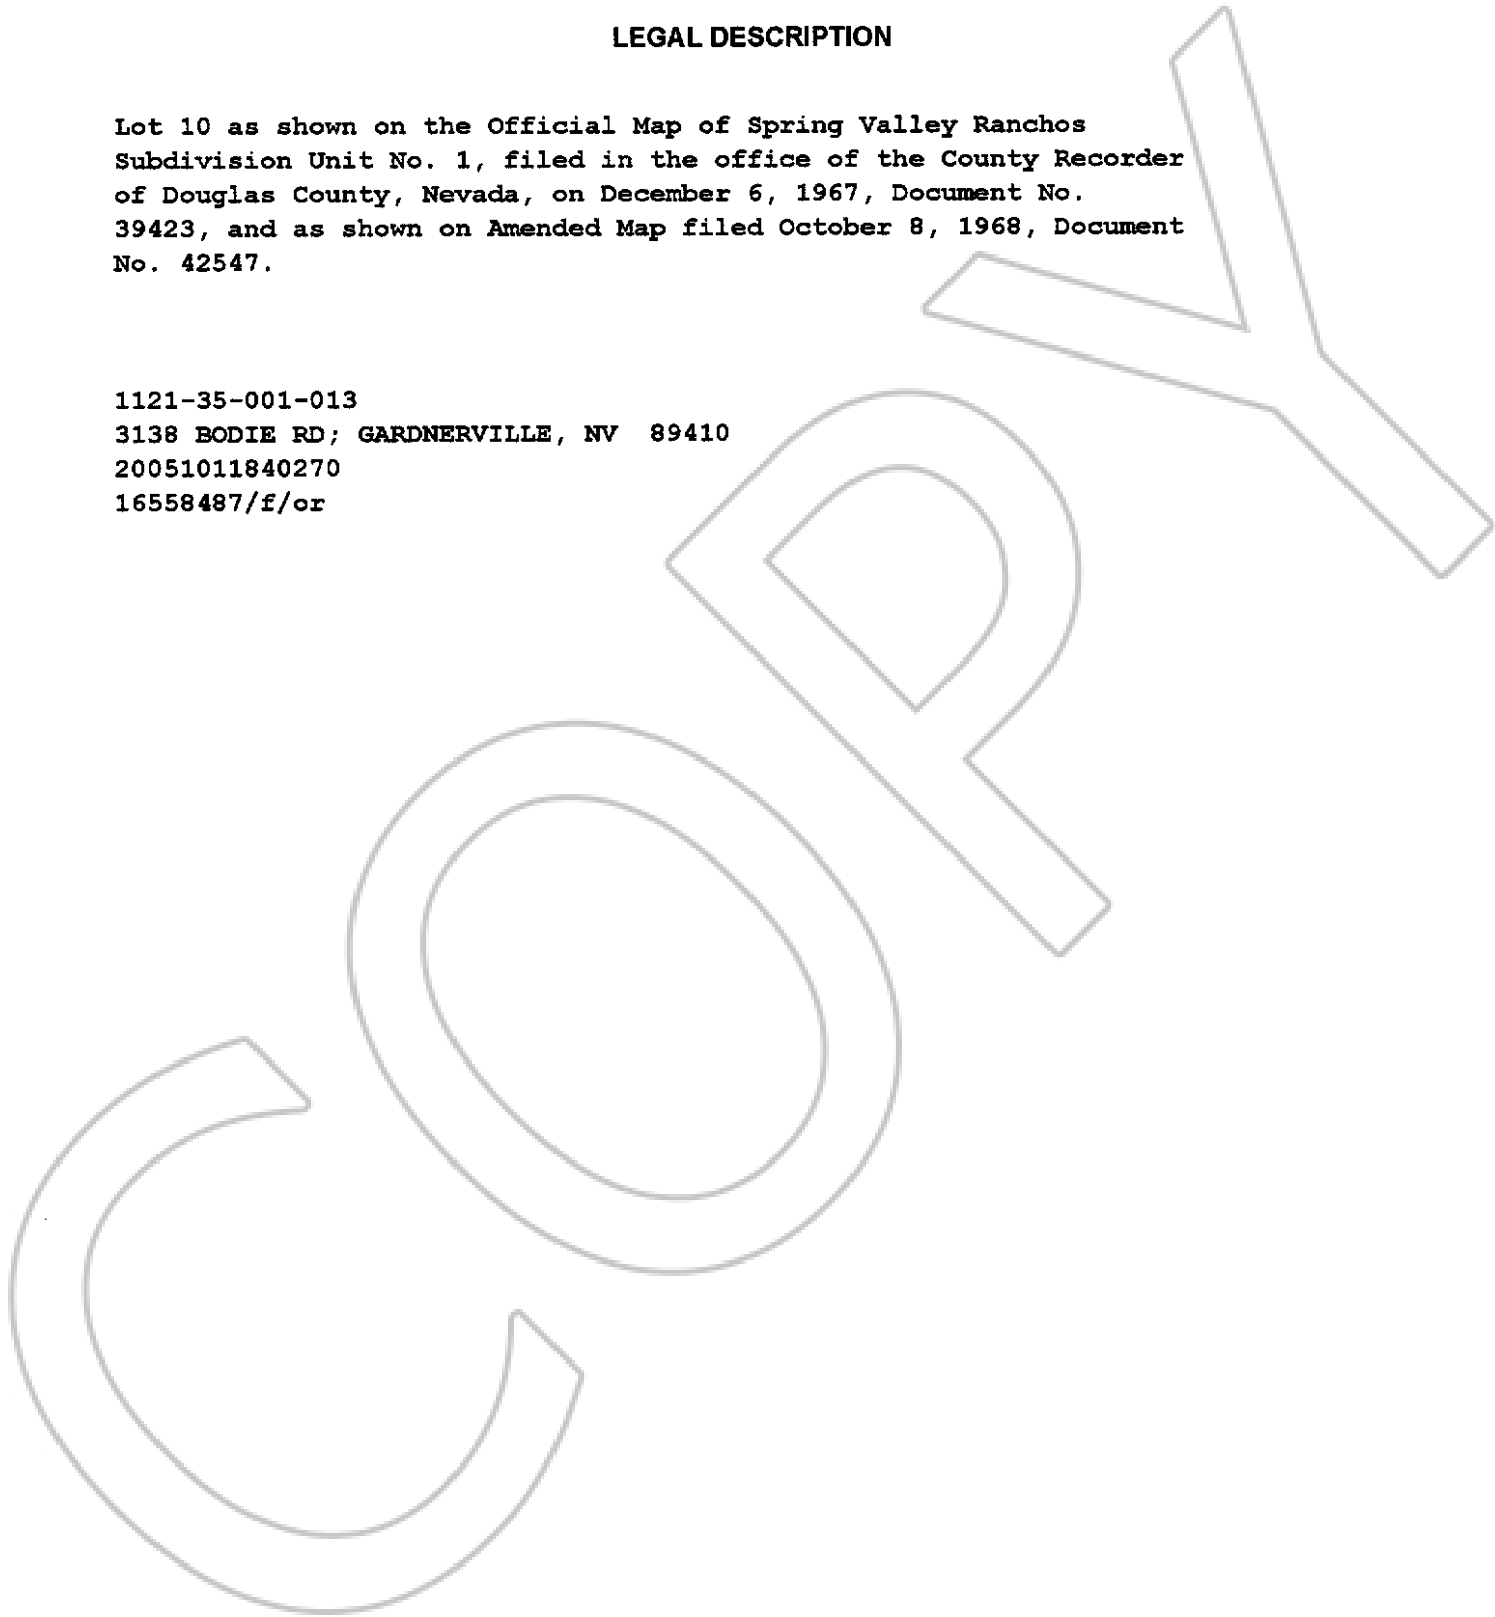 LEGAL DESCRIPTION
Lot 10 as shown on the Official Map of Spring Valley Ranchos
Subdivision Unit No. 1, filed in the office of the County Recorder
of Douglas County, Nevada, on December 6, 1967, Document No.
39423, and as shown on Amended Map filed October 8, 1968, Document
No. 42547.
1121-35-001-013
3138 BODIE RD; GARDNERVILLE, NV 89410
20051011840270
16558487/f/or
COPY